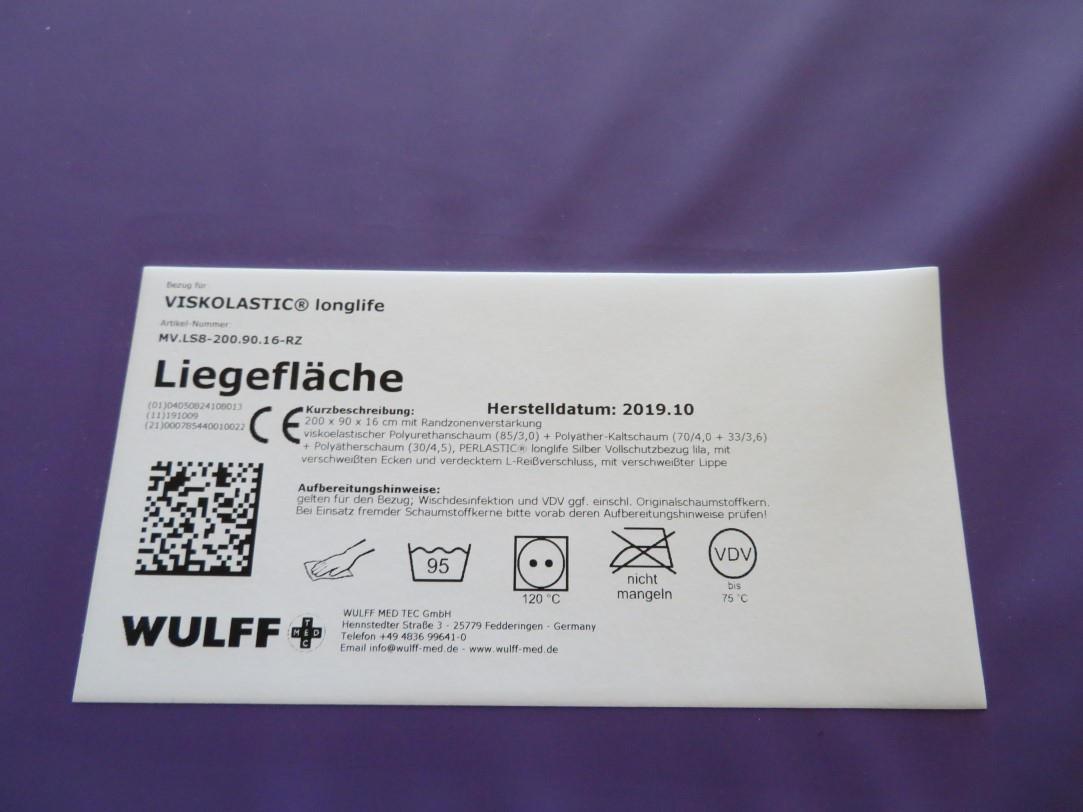 Bezug für
VISKOLASTIC® longlife
Artikel-Nummer:
MV.LS8-200.90.16-RZ
Liegefläche
(01)04050824108013
(11)191009
(21)000785440010022
CE
Kurzbeschreibung:
Herstelldatum: 2019.10
200 x 90 x 16 cm mit Randzonenverstärkung
viskoelastischer Polyurethanschaum (85/3,0) + Polyäther-Kaltschaum (70/4,0 + 33/3,6)
+ Polyätherschaum (30/4,5), PERLASTIC® longlife Silber Vollschutzbezug lila, mit
verschweißten Ecken und verdecktem L-Reißverschluss, mit verschweißter Lippe
Aufbereitungshinweise:
gelten für den Bezug; Wischdesinfektion und VDV ggf. einschl. Originalschaumstoffkern.
Bei Einsatz fremder Schaumstoffkerne bitte vorab deren Aufbereitungshinweise prüfen!
95
120 °C
nicht
mangeln
VDV
bis
75 °C
WULFF
MED
TEC
WULFF MED TEC GmbH
Hennstedter Straße 3 - 25779 Fedderingen - Germany
Telefon +49 4836 99641-0
Email info@wulff-med.de - www.wulff-med.de